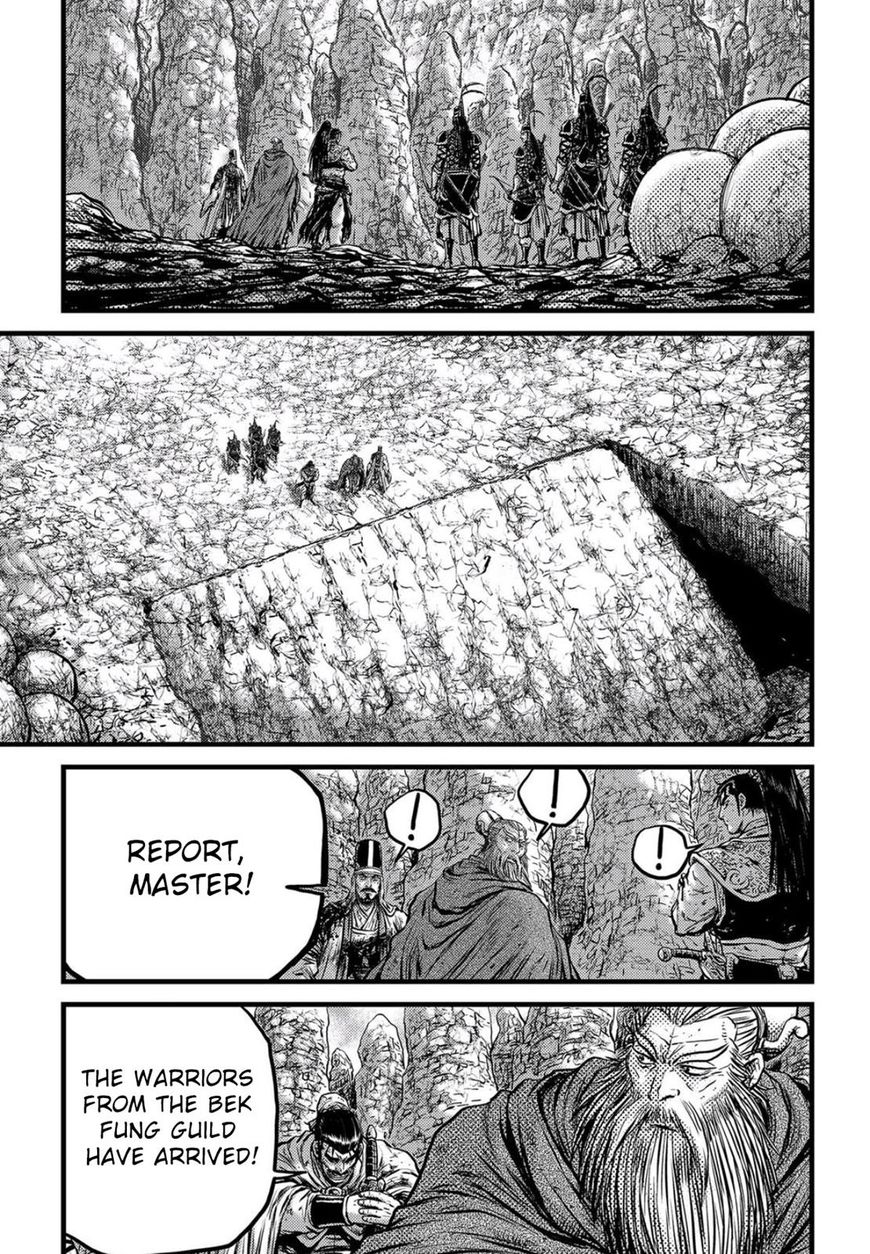 REPORT,
MASTER!
!
!
!
THE WARRIORS
FROM THE BEK
FUNG GUILD
HAVE ARRIVED!